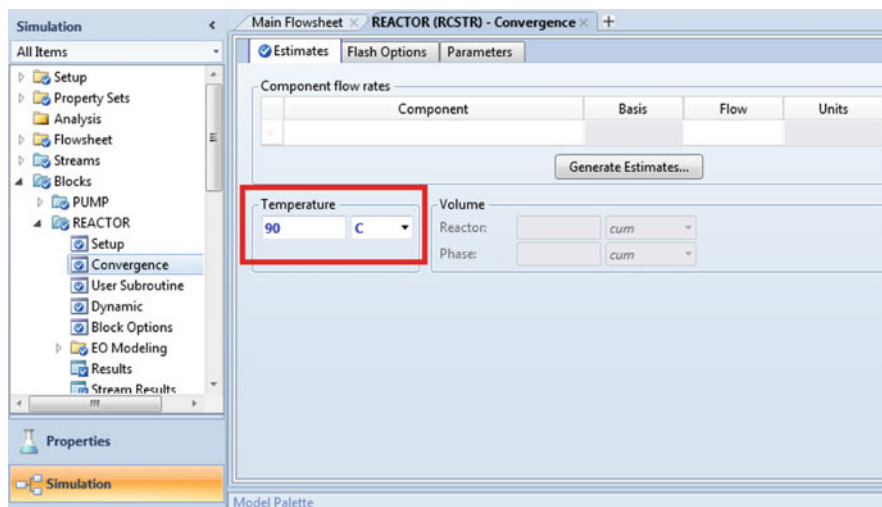 Simulation
All Items
Setup
Property Sets
Analysis
Flowsheet
Streams
Blocks
PUMP
REACTOR
Setup
Convergence
User Subroutine
Dynamic
Block Options
EO Modeling
Results
Stream Results
Properties
Simulation
Main Flowsheet REACTOR (RCSTR) - Convergence
Estimates Flash Options Parameters
Component flow rates
Component Basis Flow Units
Generate Estimates...
Temperature Volume
90 C Reactor: cum
Phase: cum
Model Palette